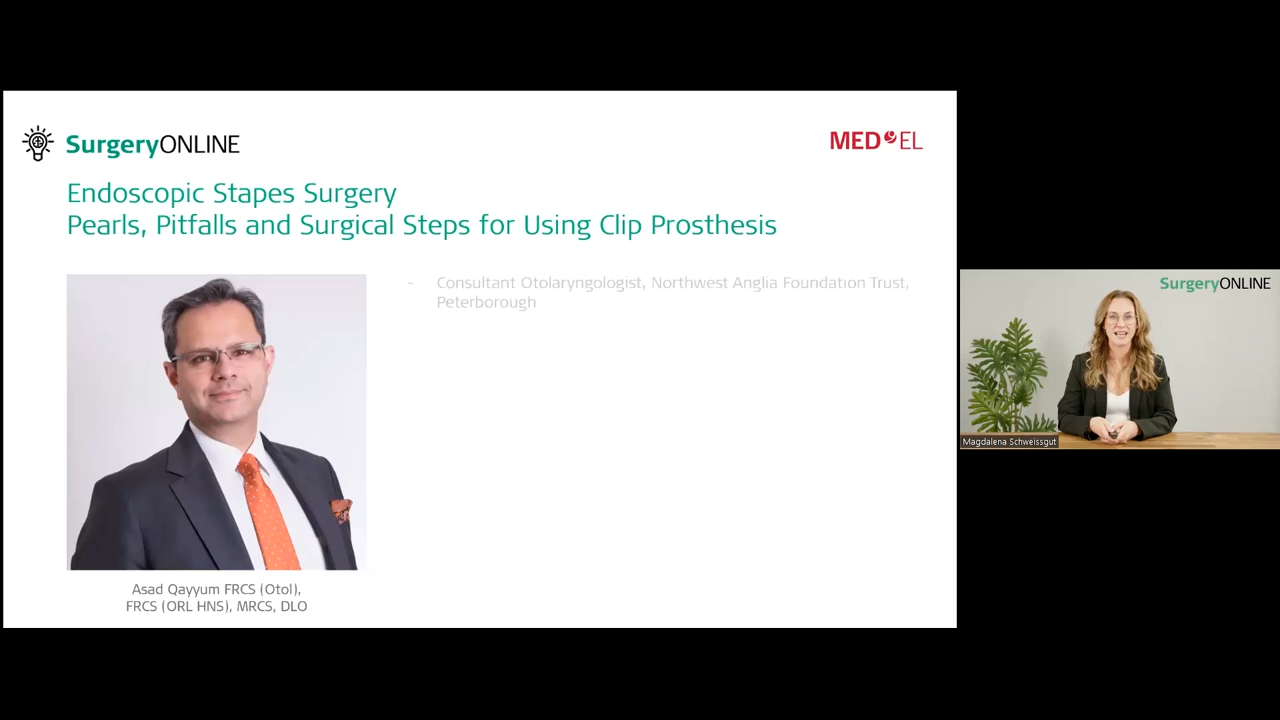 SurgeryONLINE
MED EL
Endoscopic Stapes Surgery
Pearls, Pitfalls and Surgical Steps for Using Clip Prosthesis
- Consultant Otolaryngologist, Northwest Anglia Foundation Trust,
Peterborough
Asad Qayyum FRCS (Otol),
FRCS (ORL HNS), MRCS, DLO
SurgeryONLINE
Magdalena Schweissgut